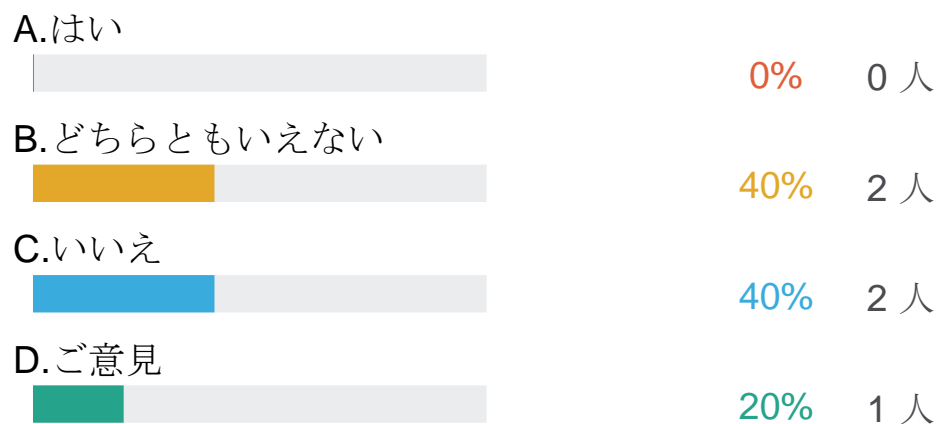 A.はい
0% 0 人
B.どちらともいえない
40% 2 人
C.いいえ
40% 2 人
D.ご意見
20% 1 人